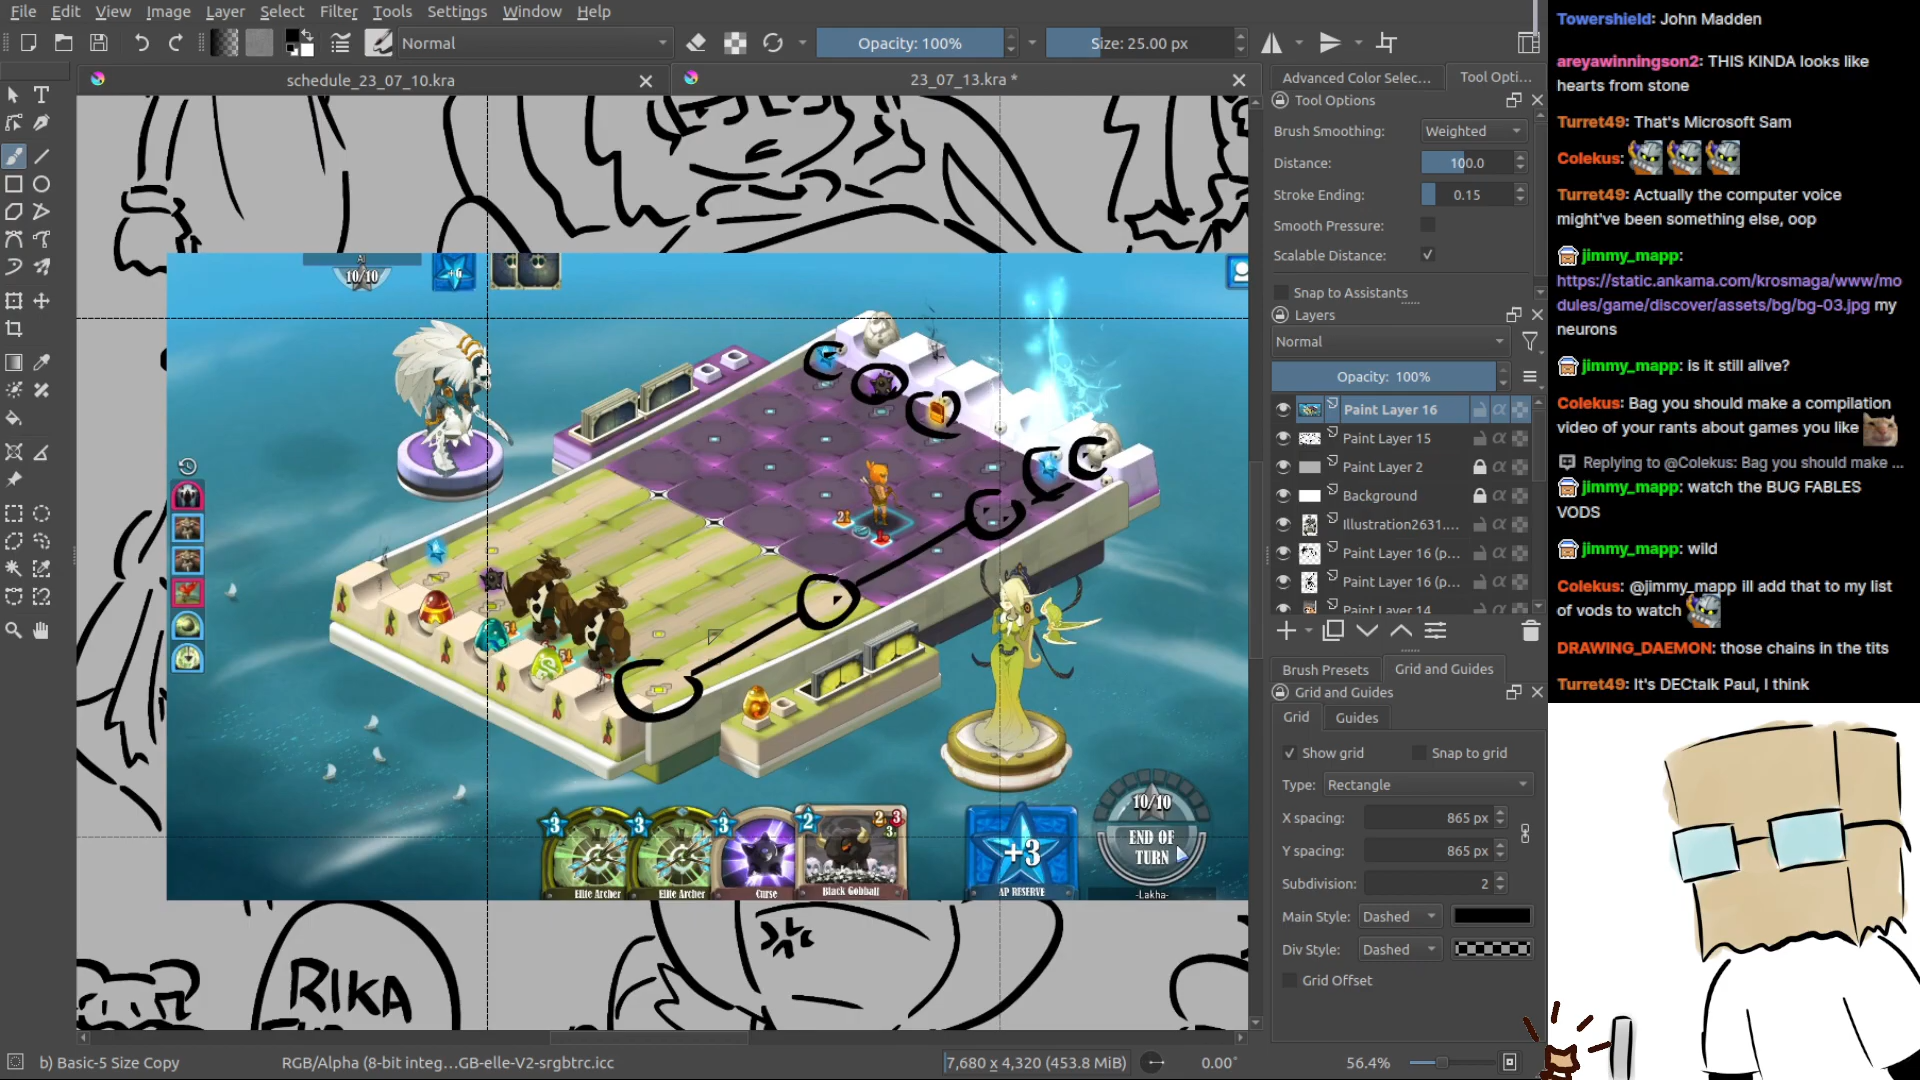 File Edit View Image Layer Select Filter Tools Settings Window Help
Normal
Opacity: 100%
Size: 25.00 px
schedule_23_07_10.kra
23_07_13.kra *
Advanced Color Selec...
Tool Opti...
Tool Options
Brush Smoothing: Weighted
Distance: 100.0
Stroke Ending: 0.15
Smooth Pressure:
Scalable Distance:
Snap to Assistants
Layers
Normal
Opacity: 100%
Paint Layer 16
Paint Layer 15
Paint Layer 2
Background
Illustration2631....
Paint Layer 16 (p...
Paint Layer 16 (p...
Paint Layer 14
Brush Presets
Grid and Guides
Grid and Guides
Grid
Guides
Show grid
Snap to grid
Type: Rectangle
X spacing: 865 px
Y spacing: 865 px
Subdivision: 2
Main Style: Dashed
Div Style: Dashed
Grid Offset
AI
10/10
+6
21
51
51
3
Elite Archer
3
Elite Archer
3
Curse
2
2 3
3
Black Gobball
+3
AP RESERVE
10/10
END OF
TURN
-Lakha-
RIKA
b) Basic-5 Size Copy
RGB/Alpha (8-bit integ...GB-elle-V2-srgbtrc.icc
7,680 x 4,320 (453.8 MiB)
0.00°
56.4%
Towershield: John Madden
areyawinningson2: THIS KINDA looks like
hearts from stone
Turret49: That's Microsoft Sam
Colekus:
Turret49: Actually the computer voice
might've been something else, oop
jimmy_mapp:
https://static.ankama.com/krosmaga/www/mo
dules/game/discover/assets/bg/bg-03.jpg my
neurons
jimmy_mapp: is it still alive?
Colekus: Bag you should make a compilation
video of your rants about games you like
Replying to @Colekus: Bag you should make ...
jimmy_mapp: watch the BUG FABLES
VODS
jimmy_mapp: wild
Colekus: @jimmy_mapp ill add that to my list
of vods to watch
DRAWING_DAEMON: those chains in the tits
Turret49: It's DECtalk Paul, I think